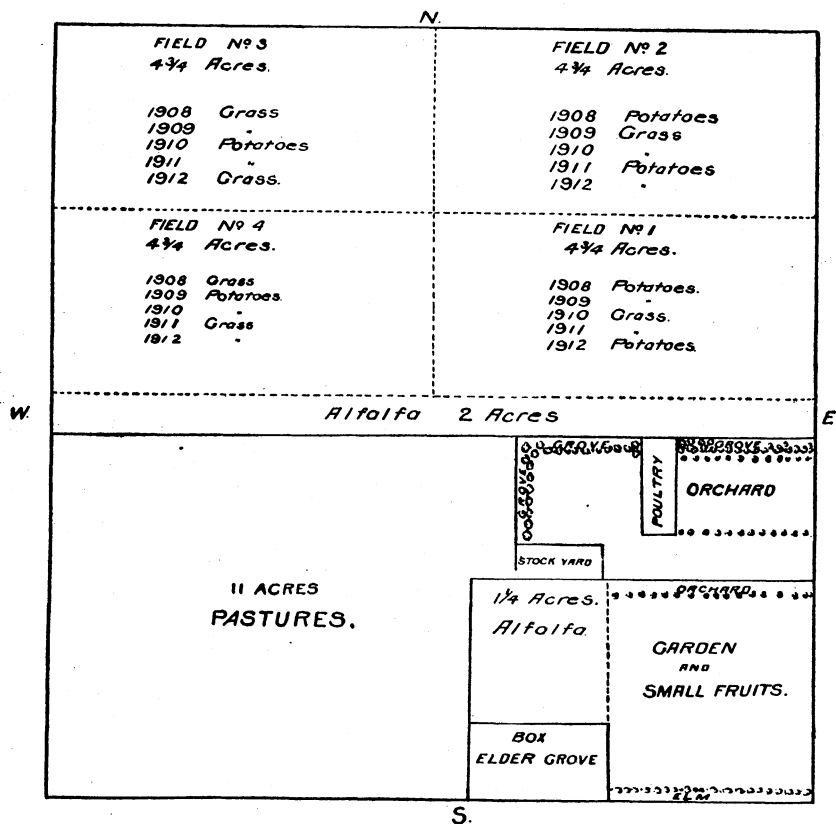 N.
FIELD Nº 3
4¾ Acres.
1908 Grass
1909 "
1910 Potatoes
1911 "
1912 Grass.
FIELD Nº 2
4¾ Acres.
1908 Potatoes
1909 Grass
1910 "
1911 Potatoes
1912 "
FIELD Nº 4
4¾ Acres.
1908 Grass
1909 Potatoes.
1910 "
1911 Grass
1912 "
FIELD Nº 1
4¾ Acres.
1908 Potatoes.
1909 "
1910 Grass.
1911 "
1912 Potatoes.
W.
Alfalfa 2 Acres
E
GROVE
GROVE
GROVE
POULTRY
ORCHARD
STOCK YARD
11 ACRES
PASTURES.
1¼ Acres.
Alfalfa.
ORCHARD
GARDEN
AND
SMALL FRUITS.
BOX
ELDER GROVE
ELM
S.